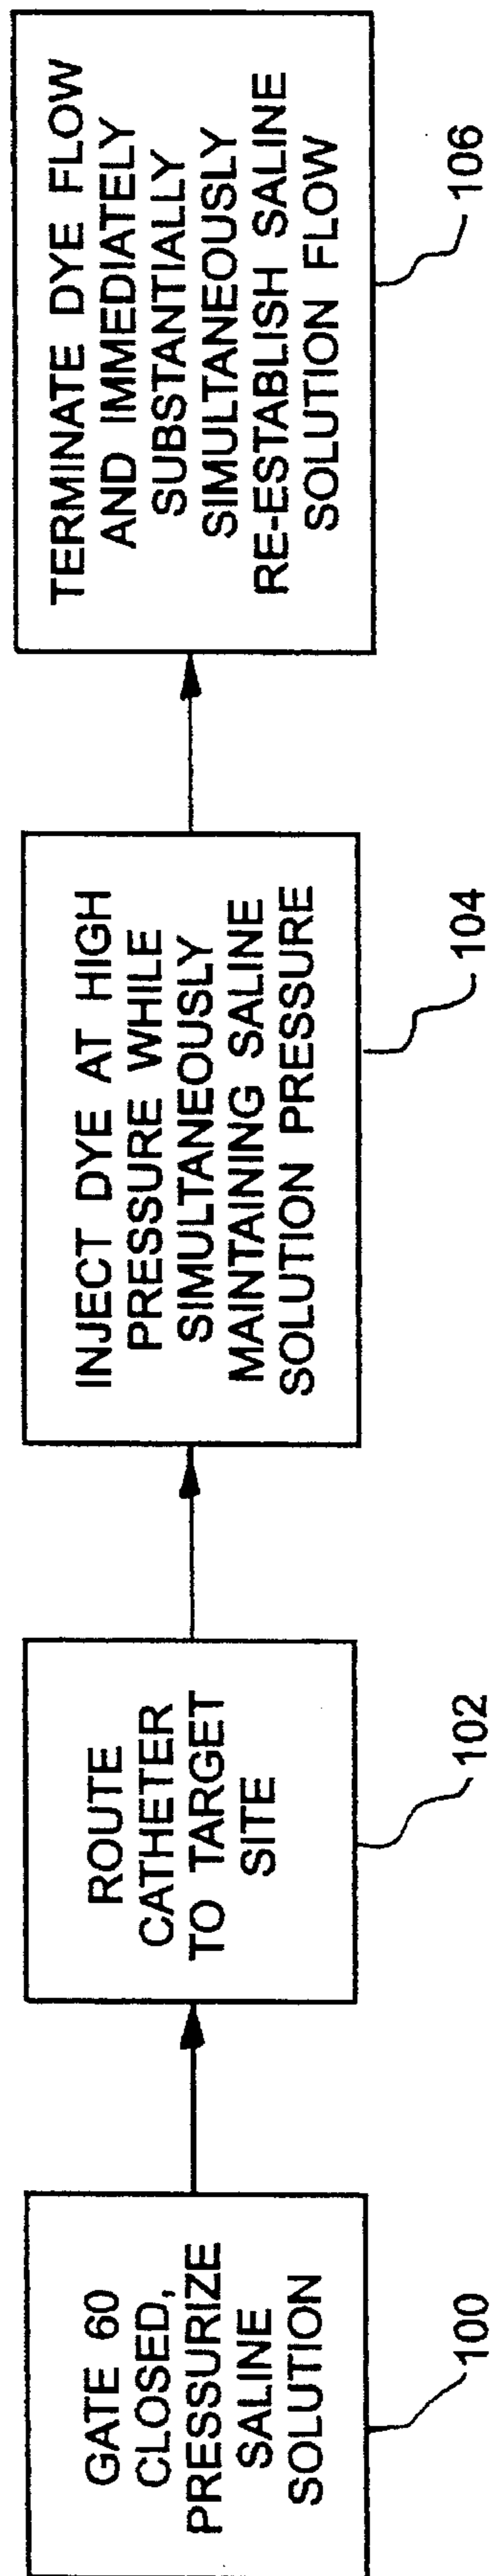 GATE 60
CLOSED,
PRESSURIZE
SALINE
SOLUTION
100
ROUTE
CATHETER
TO TARGET
SITE
102
INJECT DYE AT HIGH
PRESSURE WHILE
SIMULTANEOUSLY
MAINTAINING SALINE
SOLUTION PRESSURE
104
TERMINATE DYE FLOW
AND IMMEDIATELY
SUBSTANTIALLY
SIMULTANEOUSLY
RE-ESTABLISH SALINE
SOLUTION FLOW
106